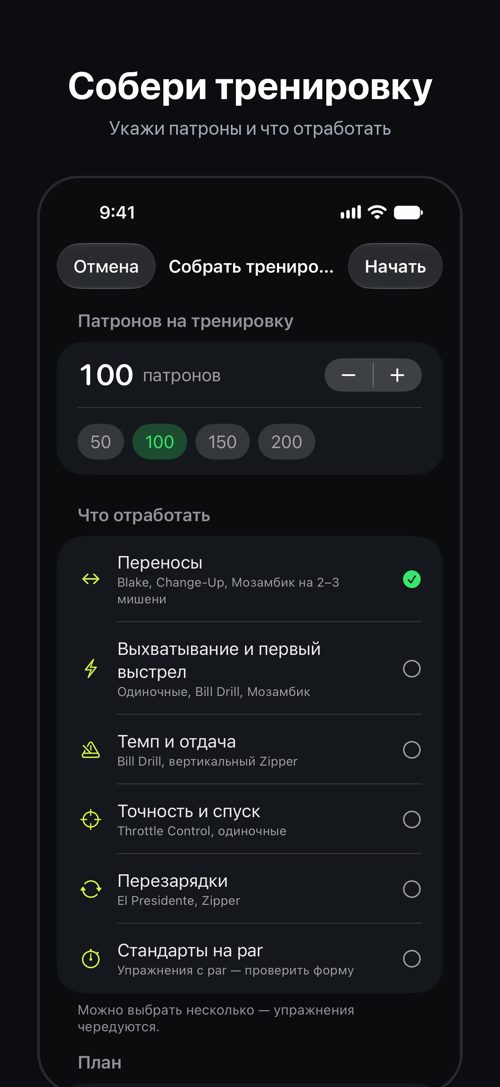 Собери тренировку
Укажи патроны и что отработать
9:41
Отмена
Собрать трениро...
Начать
Патронов на тренировку
100 патронов
− +
50 100 150 200
Что отработать
Переносы
Blake, Change-Up, Мозамбик на 2–3
мишени
Выхватывание и первый
выстрел
Одиночные, Bill Drill, Мозамбик
Темп и отдача
Bill Drill, вертикальный Zipper
Точность и спуск
Throttle Control, одиночные
Перезарядки
El Presidente, Zipper
Стандарты на par
Упражнения с par — проверить форму
Можно выбрать несколько — упражнения
чередуются.
План